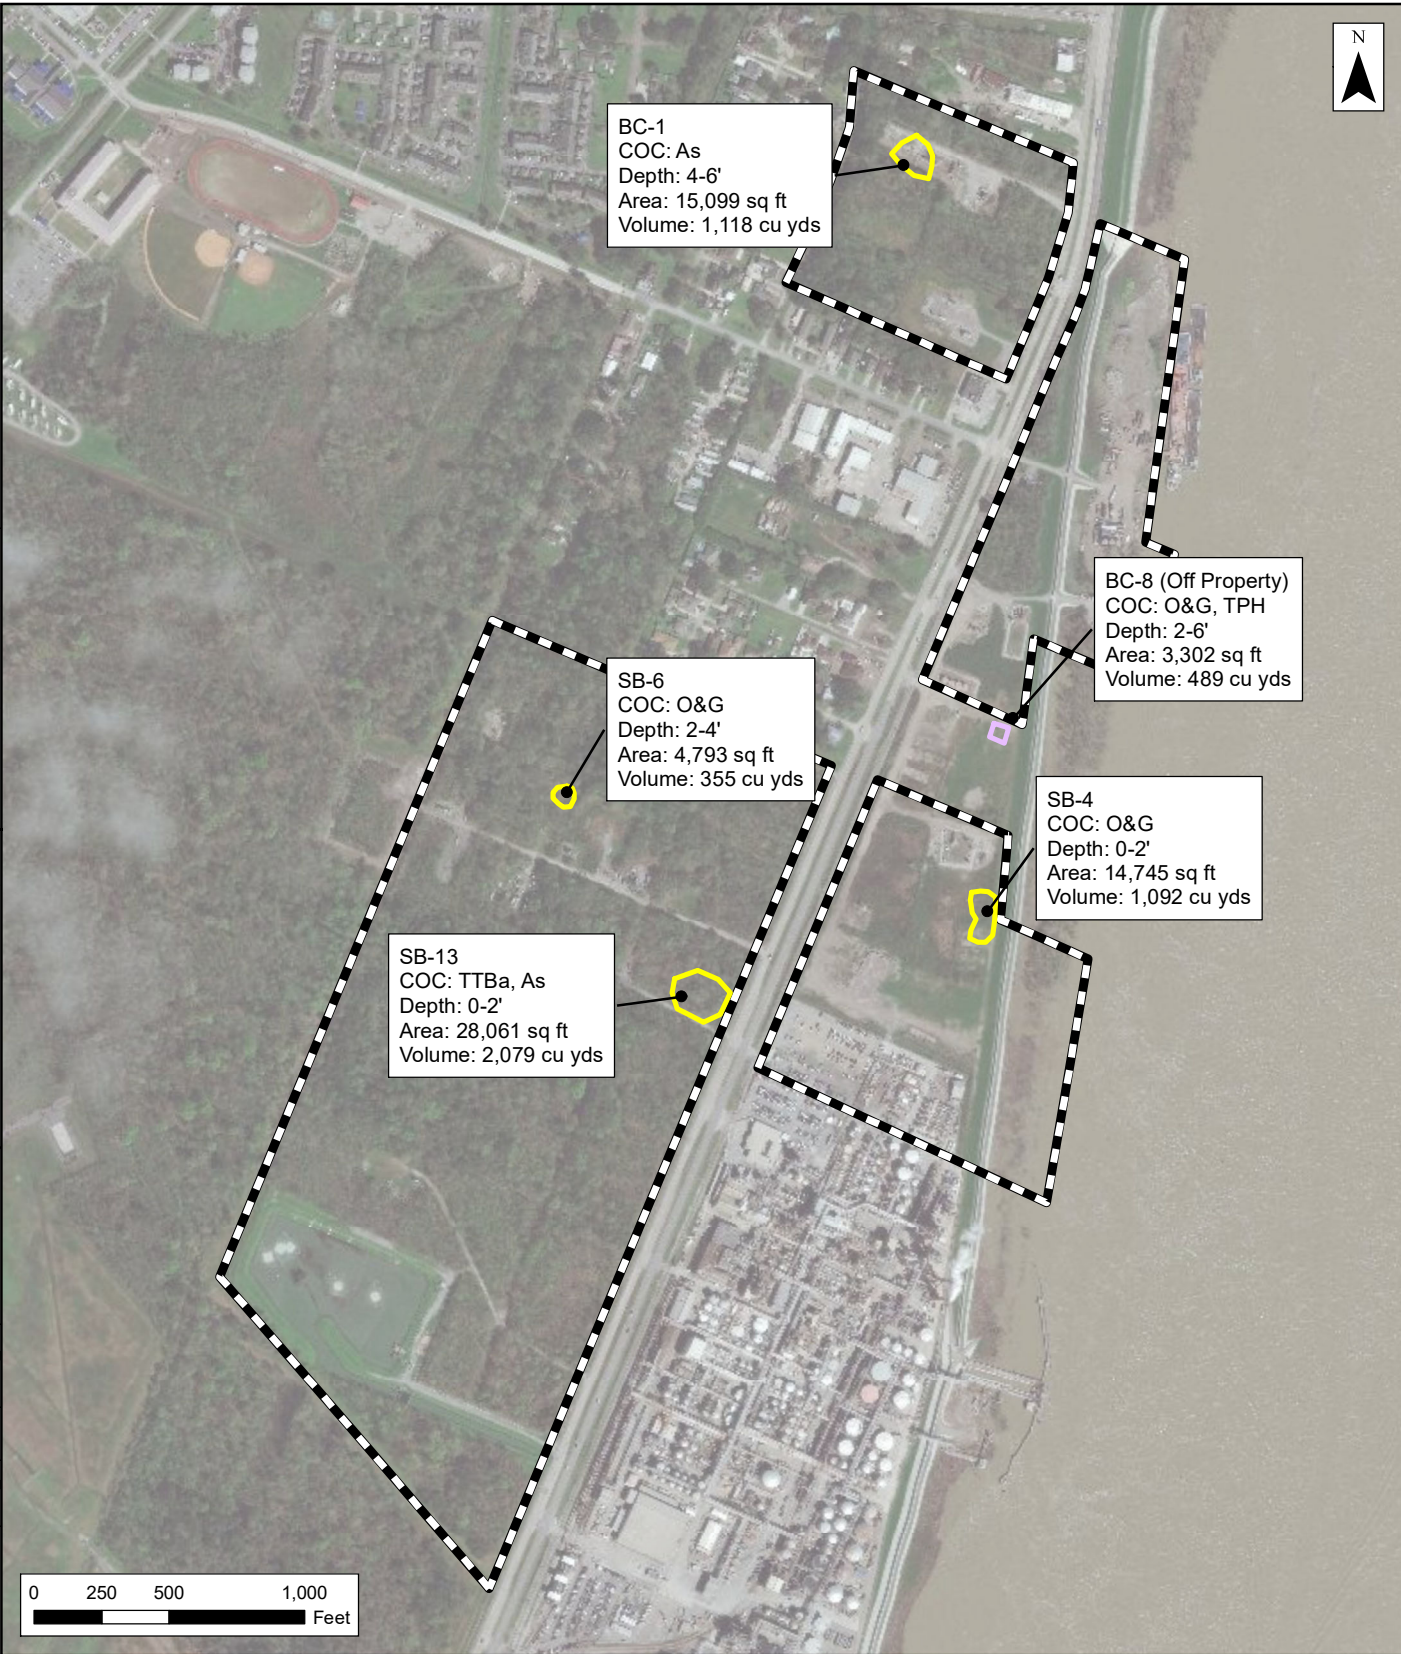 N
BC-1
COC: As
Depth: 4-6'
Area: 15,099 sq ft
Volume: 1,118 cu yds
BC-8 (Off Property)
COC: O&G, TPH
Depth: 2-6'
Area: 3,302 sq ft
Volume: 489 cu yds
SB-6
COC: O&G
Depth: 2-4'
Area: 4,793 sq ft
Volume: 355 cu yds
SB-4
COC: O&G
Depth: 0-2'
Area: 14,745 sq ft
Volume: 1,092 cu yds
SB-13
COC: TTBa, As
Depth: 0-2'
Area: 28,061 sq ft
Volume: 2,079 cu yds
0 250 500 1,000
Feet